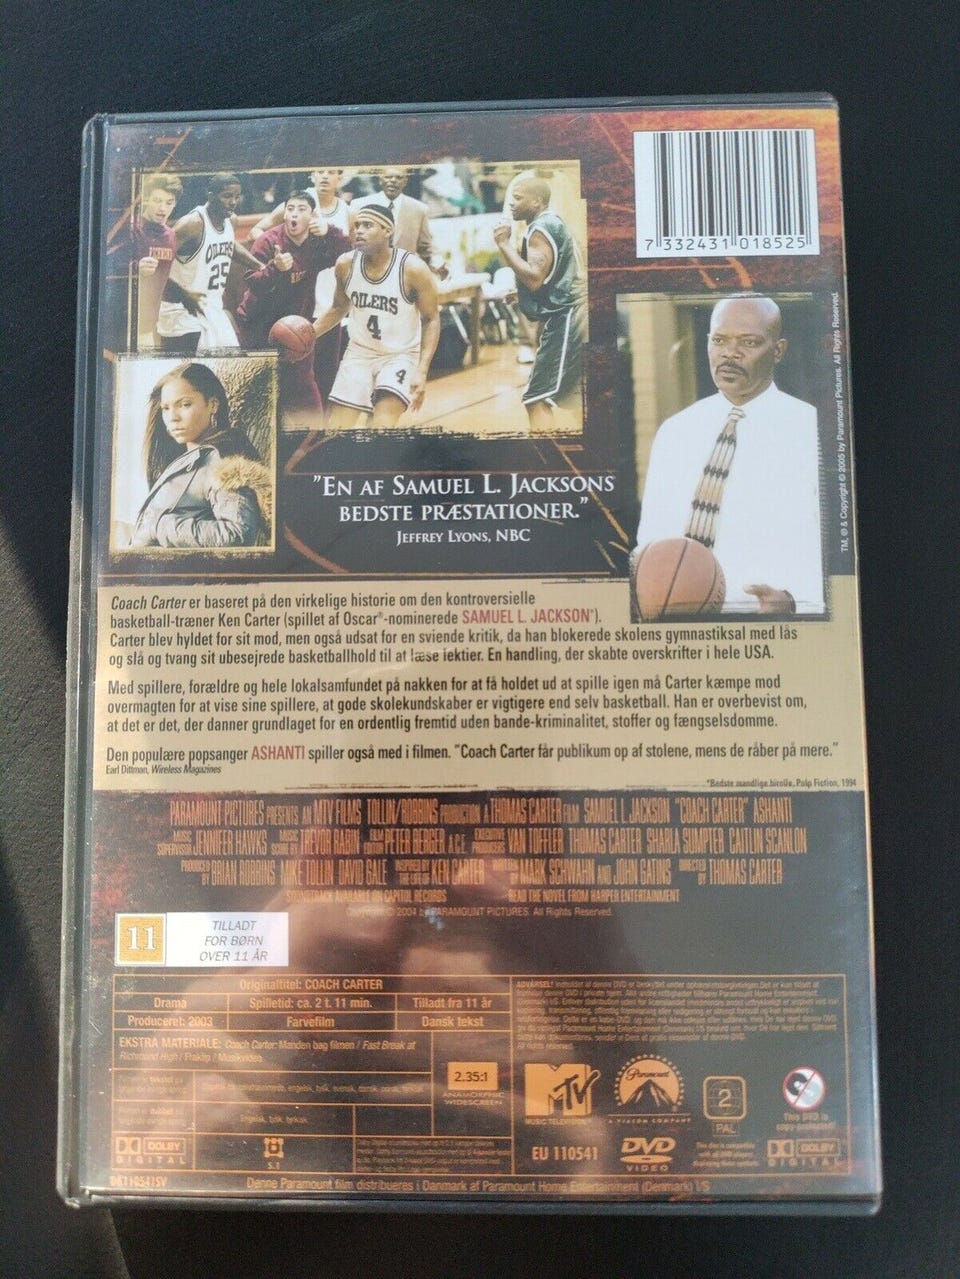 7 332431 018525
OILERS
25
OILERS
4
4
"EN AF SAMUEL L. JACKSONS
BEDSTE PRÆSTATIONER."
JEFFREY LYONS, NBC
TM, ® & Copyright © 2005 by Paramount Pictures. All Rights Reserved.
Coach Carter er baseret på den virkelige historie om den kontroversielle
basketball-træner Ken Carter (spillet af Oscar®-nominerede SAMUEL L. JACKSON*).
Carter blev hyldet for sit mod, men også udsat for en sviende kritik, da han blokerede skolens gymnastiksal med lås
og slå og tvang sit ubesejrede basketballhold til at læse lektier. En handling, der skabte overskrifter i hele USA.
Med spillere, forældre og hele lokalsamfundet på nakken for at få holdet ud at spille igen må Carter kæmpe mod
overmagten for at vise sine spillere, at gode skolekundskaber er vigtigere end selv basketball. Han er overbevist om,
at det er det, der danner grundlaget for en ordentlig fremtid uden bande-kriminalitet, stoffer og fængselsdomme.
Den populære popsanger ASHANTI spiller også med i filmen. "Coach Carter får publikum op af stolene, mens de råber på mere."
Earl Dittman, Wireless Magazines
*Bedste mandlige birolle, Pulp Fiction, 1994
PARAMOUNT PICTURES PRESENTS AN MTV FILMS TOLLIN/ROBBINS PRODUCTION A THOMAS CARTER FILM SAMUEL L. JACKSON "COACH CARTER" ASHANTI
MUSIC SUPERVISOR JENNIFER HAWKS MUSIC SCORE BY TREVOR RABIN FILM EDITOR PETER BERGER A.C.E. EXECUTIVE PRODUCERS VAN TOFFLER THOMAS CARTER SHARLA SUMPTER CAITLIN SCANLON
PRODUCED BY BRIAN ROBBINS MIKE TOLLIN DAVID GALE INSPIRED BY THE LIFE OF KEN CARTER WRITTEN BY MARK SCHWAHN AND JOHN GATINS DIRECTED BY THOMAS CARTER
SOUNDTRACK AVAILABLE ON CAPITOL RECORDS READ THE NOVEL FROM HARPER ENTERTAINMENT
Copyright © 2004 by PARAMOUNT PICTURES. All Rights Reserved.
11
TILLADT
FOR BØRN
OVER 11 ÅR
Originaltitel: COACH CARTER
Drama Spilletid: ca. 2 t. 11 min. Tilladt fra 11 år
Produceret: 2003 Farvefilm Dansk tekst
EKSTRA MATERIALE: Coach Carter: Manden bag filmen / Fast Break at
Richmond High / Fraklip / Musikvideo
2.35:1
ANAMORPHIC
WIDESCREEN
Engelsk, tysk, tyrkisk
DOLBY
DIGITAL
5.1
MTV
MUSIC TELEVISION
Paramount
A VIACOM COMPANY
2
PAL
This DVD is
copy-protected
EU 110541
DVD
VIDEO
DOLBY
DIGITAL
DK110541SV
Denne Paramount film distribueres i Danmark af Paramount Home Entertainment (Denmark) I/S